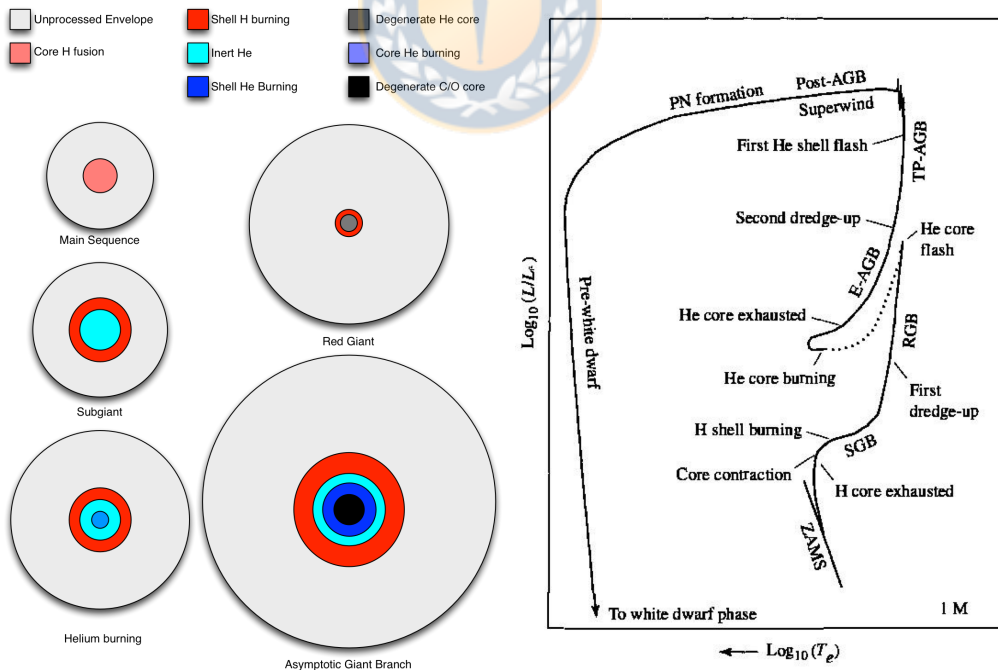 Unprocessed Envelope
Core H fusion
Shell H burning
Inert He
Shell He Burning
Degenerate He core
Core He burning
Degenerate C/O core
Main Sequence
Subgiant
Helium burning
Red Giant
Asymptotic Giant Branch
PN formation
Post-AGB
Superwind
First He shell flash
TP-AGB
Second dredge-up
He core
flash
E-AGB
He core exhausted
RGB
He core burning
First
dredge-up
H shell burning
SGB
Core contraction
H core exhausted
ZAMS
Pre-white dwarf
To white dwarf phase
1 M
Log₁₀ (Tₑ)